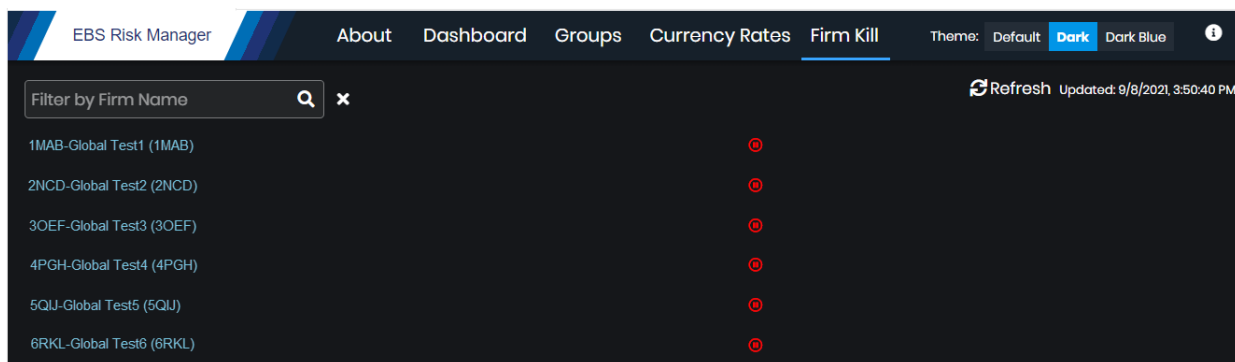 EBS Risk Manager
About Dashboard Groups Currency Rates Firm Kill
Theme: Default Dark Dark Blue
Filter by Firm Name
Refresh Updated: 9/8/2021, 3:50:40 PM
1MAB-Global Test1 (1MAB)
2NCD-Global Test2 (2NCD)
3OEF-Global Test3 (3OEF)
4PGH-Global Test4 (4PGH)
5QIJ-Global Test5 (5QIJ)
6RKL-Global Test6 (6RKL)